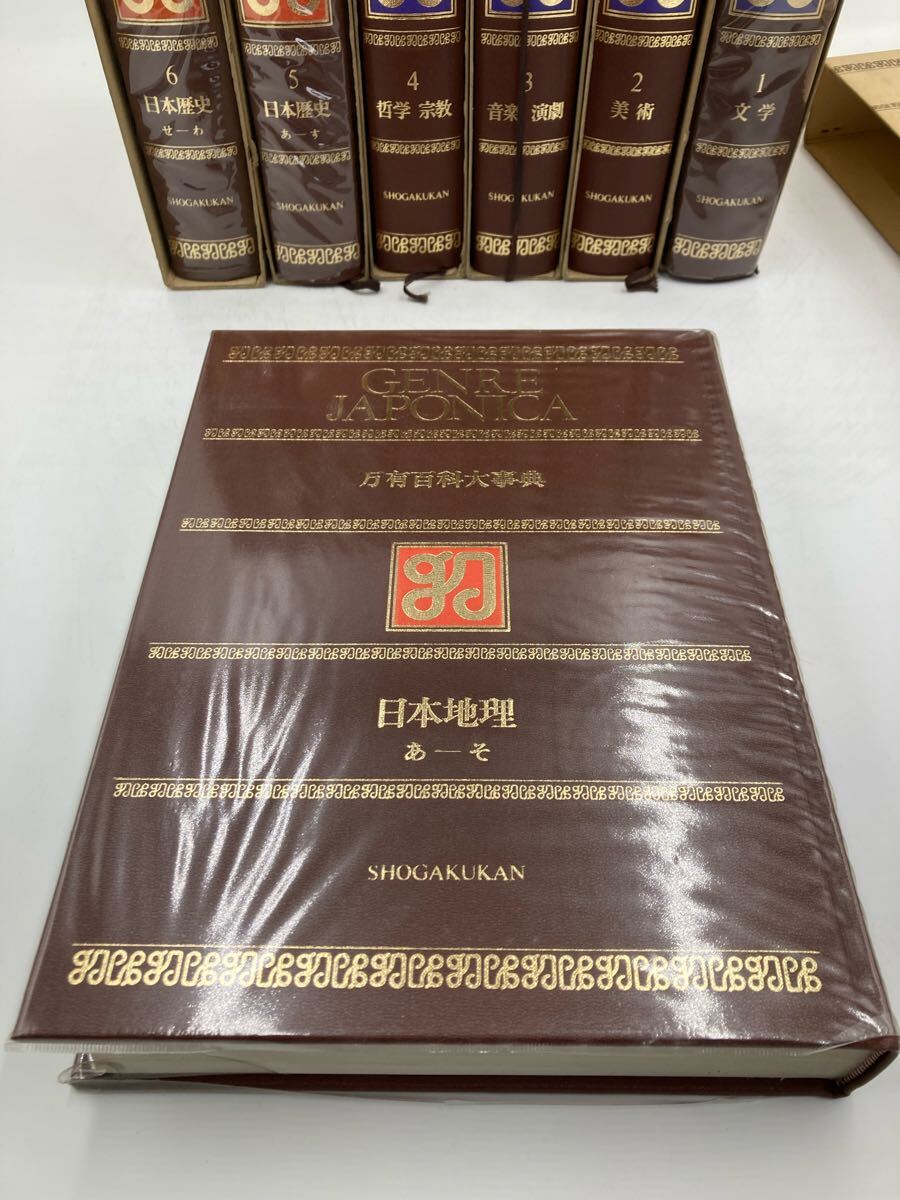 6
日本歴史
せ―わ
SHOGAKUKAN
5
日本歴史
あ―す
SHOGAKUKAN
4
哲学 宗教
SHOGAKUKAN
3
音楽 演劇
SHOGAKUKAN
2
美術
SHOGAKUKAN
1
文学
SHOGAKUKAN
GENRE
JAPONICA
万有百科大事典
日本地理
あ―そ
SHOGAKUKAN